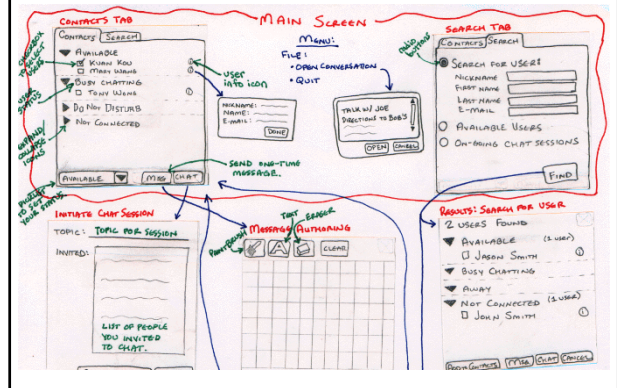 MAIN SCREEN
CONTACTS TAB
CONTACTS SEARCH
AVAILABLE
KUAN KOU
MARY WANG
BUSY CHATTING
TONY WONG
DO NOT DISTURB
NOT CONNECTED
AVAILABLE
MSG CHAT
CHECKBOX TO SELECT USERS
USER STATUS
EXPAND/
COLLAPSE
ICONS
TO SET
YOUR STATUS
USER
info icon
SEND ONE-TIME
MESSAGE.
MENU:
FILE:
• OPEN CONVERSATION
• QUIT
NICKNAME:
NAME:
E-MAIL:
DONE
TALK W/ JOE
DIRECTIONS TO BOB'S
OPEN CANCEL
SEARCH TAB
CONTACTS SEARCH
RADIO
BUTTONS
SEARCH FOR USER:
NICKNAME
FIRST NAME
LAST NAME
E-MAIL
AVAILABLE USERS
ON-GOING CHAT SESSIONS
FIND
INITIATE CHAT SESSION
TOPIC: TOPIC FOR SESSION
INVITED:
LIST OF PEOPLE
YOU INVITED
TO CHAT.
MESSAGE AUTHORING
PAINTBRUSH
TEXT
ERASER
A
CLEAR
RESULTS: SEARCH FOR USER
2 USERS FOUND
AVAILABLE (1 USER)
JASON SMITH
BUSY CHATTING
AWAY
NOT CONNECTED (1 USER)
JOHN SMITH
MSG CHAT CANCEL